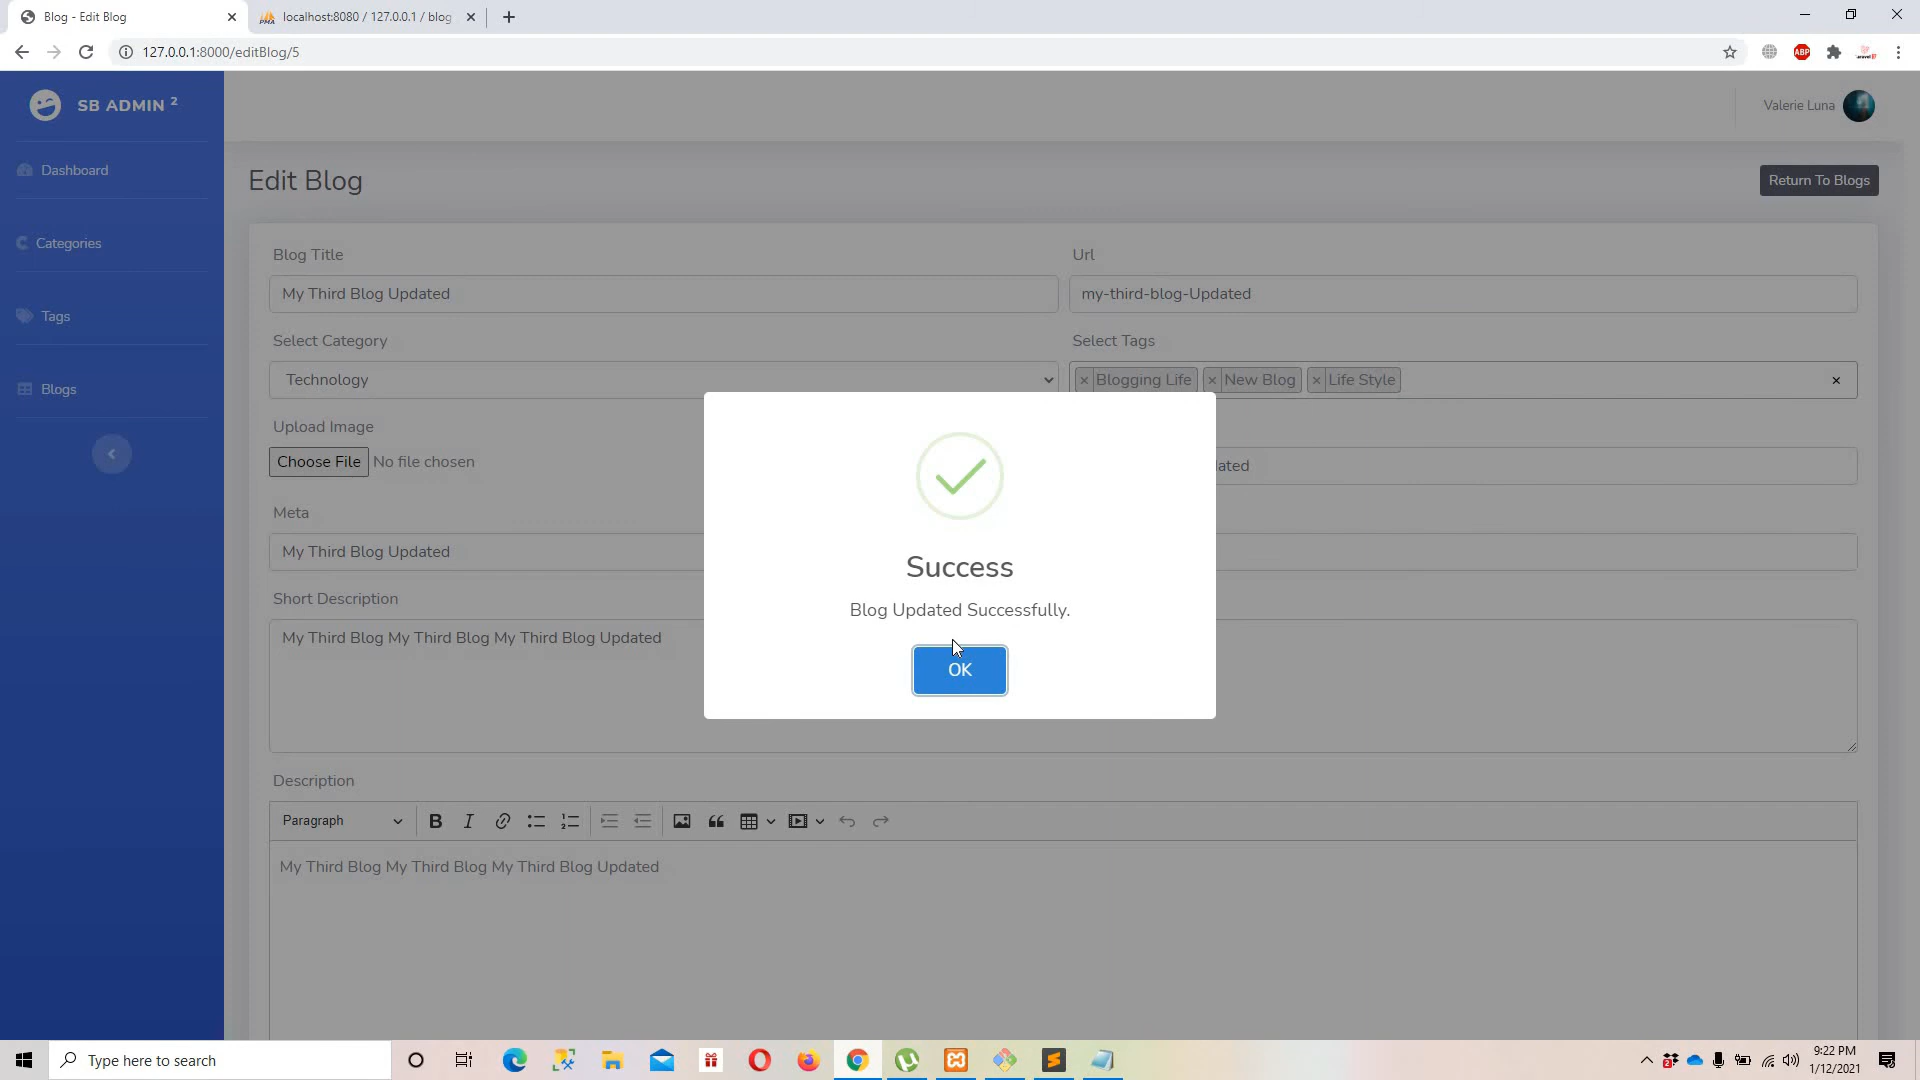 Blog - Edit Blog
localhost:8080 / 127.0.0.1 / blog
127.0.0.1:8000/editBlog/5
ABP
SB ADMIN 2
Valerie Luna
Dashboard
Categories
Tags
Blogs
Edit Blog
Return To Blogs
Blog Title
Url
My Third Blog Updated
my-third-blog-Updated
Select Category
Select Tags
Technology
× Blogging Life × New Blog × Life Style ×
Upload Image
Choose File No file chosen
lated
Meta
My Third Blog Updated
Success
Blog Updated Successfully.
OK
Short Description
My Third Blog My Third Blog My Third Blog Updated
Description
Paragraph
My Third Blog My Third Blog My Third Blog Updated
Type here to search
9:22 PM
1/12/2021